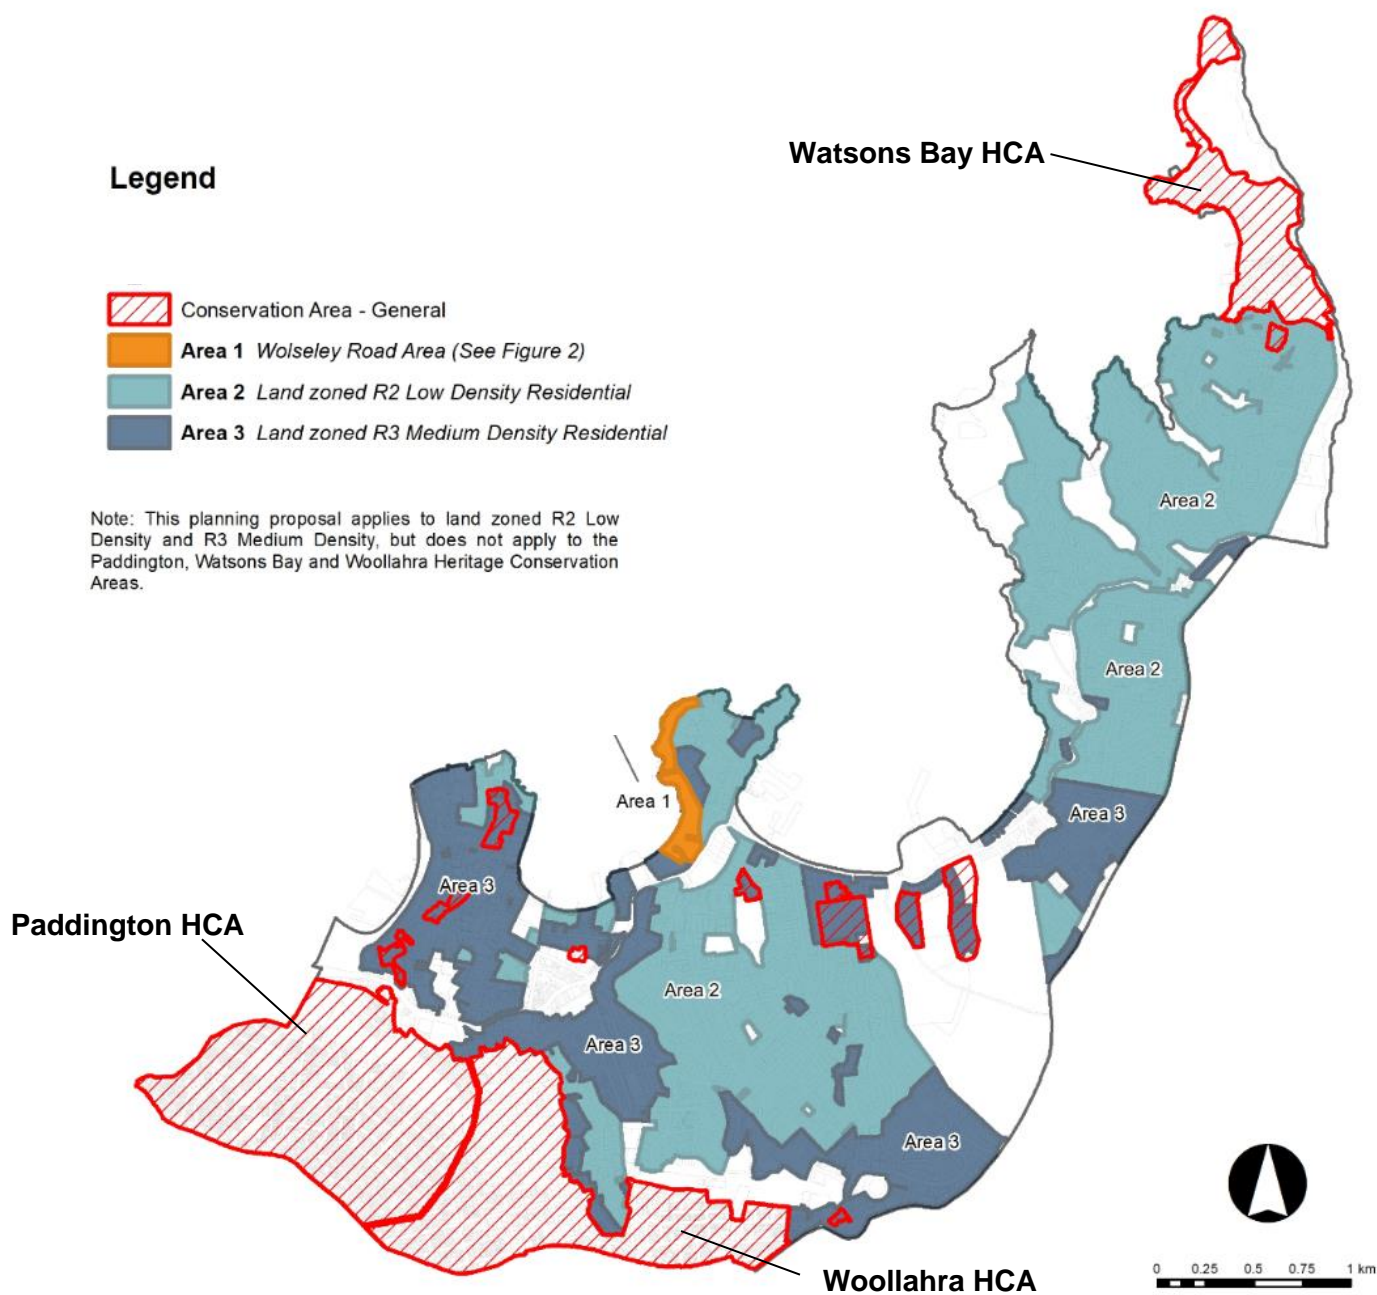 Watsons Bay HCA
Legend
Conservation Area - General
Area 1 Wolseley Road Area (See Figure 2)
Area 2 Land zoned R2 Low Density Residential
Area 3 Land zoned R3 Medium Density Residential
Note: This planning proposal applies to land zoned R2 Low
Density and R3 Medium Density, but does not apply to the
Paddington, Watsons Bay and Woollahra Heritage Conservation
Areas.
Area 2
Area 2
Area 1
Area 3
Area 3
Paddington HCA
Area 2
Area 3
Area 3
Woollahra HCA
0 0.25 0.5 0.75 1 km